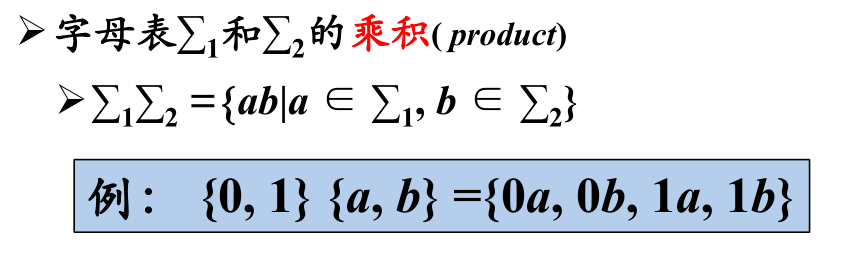 ➢字母表∑₁和∑₂的乘积( product)
➢∑₁∑₂ ={ab|a ∈ ∑₁, b ∈ ∑₂}
例： {0, 1} {a, b} ={0a, 0b, 1a, 1b}